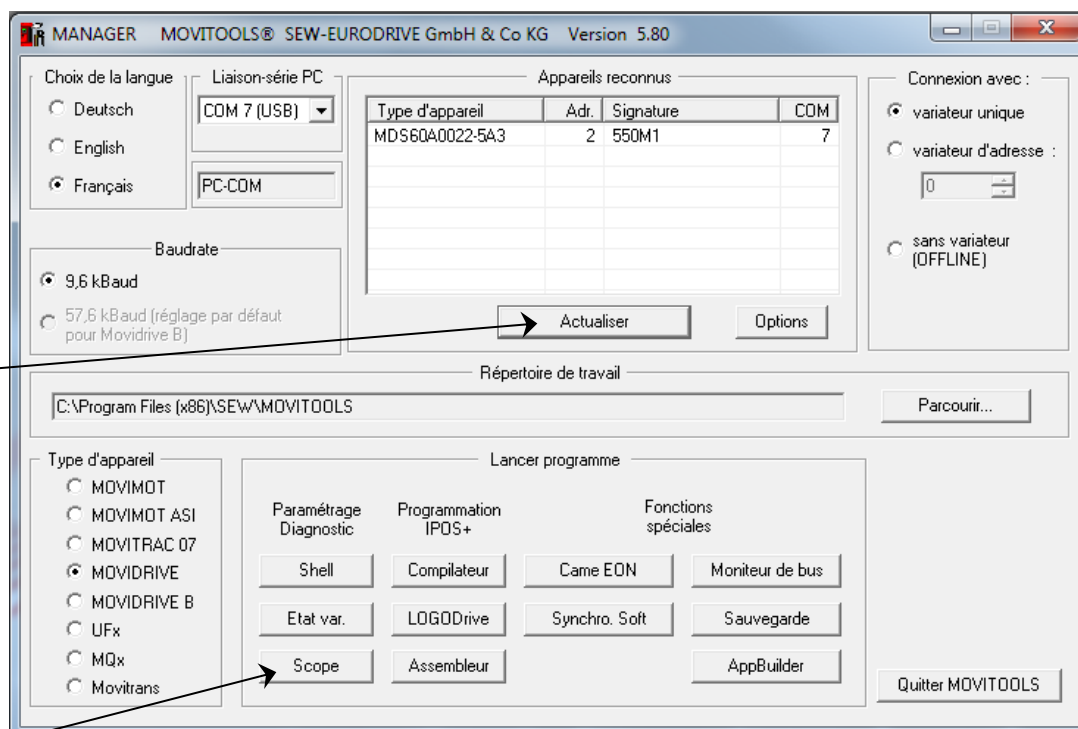 MANAGER MOVITOOLS® SEW-EURODRIVE GmbH & Co KG Version 5.80
Choix de la langue
Deutsch
English
Français
Liaison-série PC
COM 7 (USB)
PC-COM
Baudrate
9,6 kBaud
57,6 kBaud (réglage par défaut
pour Movidrive B)
Appareils reconnus
Type d'appareil Adr. Signature COM
MDS60A0022-5A3 2 550M1 7
Actualiser Options
Connexion avec :
variateur unique
variateur d'adresse :
0
sans variateur
(OFFLINE)
Répertoire de travail
C:\Program Files (x86)\SEW\MOVITOOLS
Parcourir...
Type d'appareil
MOVIMOT
MOVIMOT ASI
MOVITRAC 07
MOVIDRIVE
MOVIDRIVE B
UFx
MQx
Movitrans
Lancer programme
Paramétrage
Diagnostic
Shell
Etat var.
Scope
Programmation
IPOS+
Compilateur
LOGODrive
Assembleur
Fonctions
spéciales
Came EON Moniteur de bus
Synchro. Soft Sauvegarde
AppBuilder
Quitter MOVITOOLS